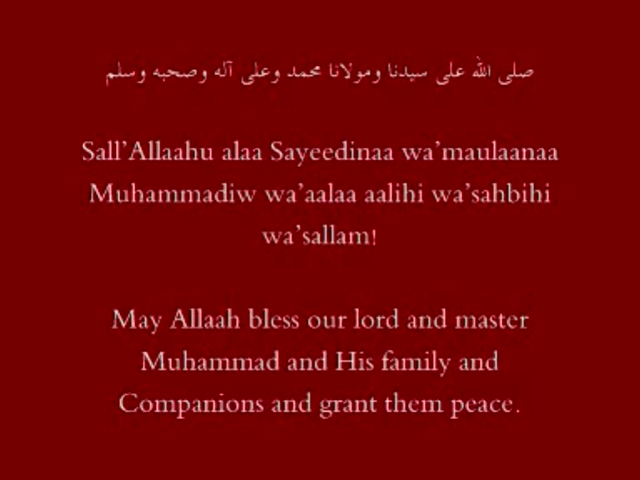 صلى الله على سيدنا ومولانا محمد وعلى آله وصحبه وسلم
Sall'Allaahu alaa Sayeedinaa wa'maulaanaa
Muhammadiw wa'aalaa aalihi wa'sahbihi
wa'sallam!
May Allaah bless our lord and master
Muhammad and His family and
Companions and grant them peace.